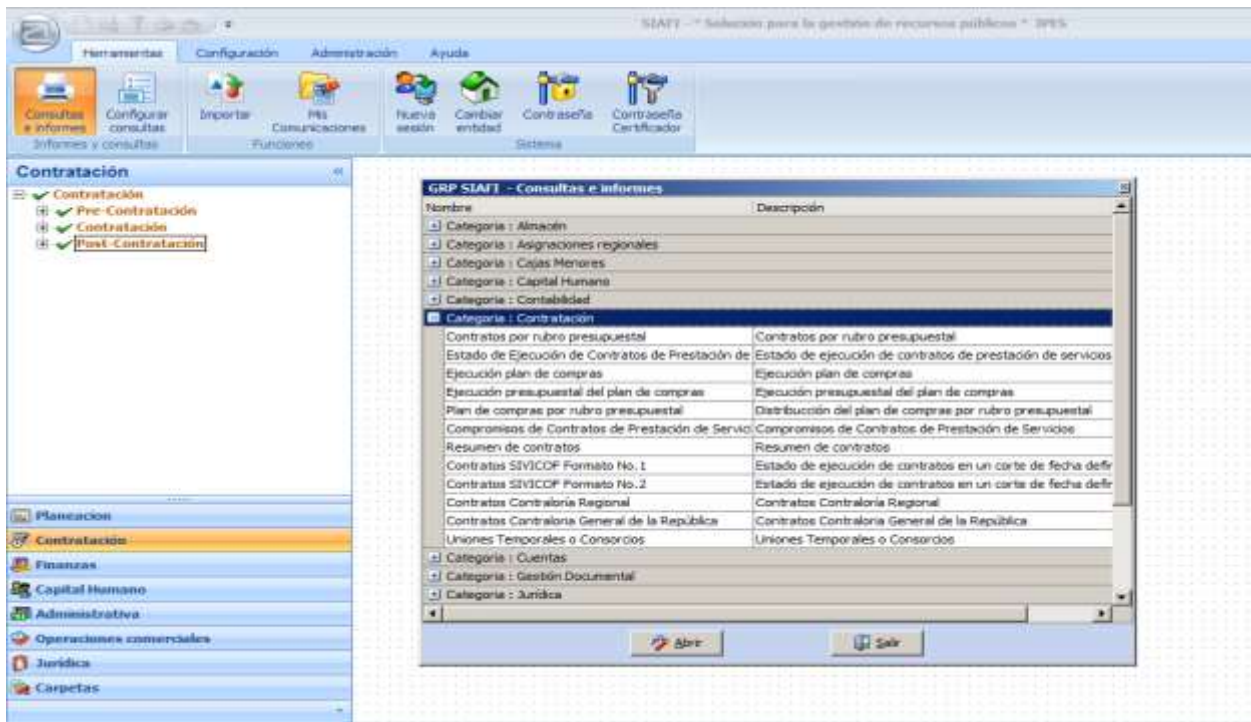 SIAFI - " Solucion para la gestión de recursos públicos " IPES
Herramientas Configuración Administración Ayuda
Consultas e informes
Configurar consultas
Importar
Mis Comunicaciones
Nueva sesión
Cambiar entidad
Contraseña
Contraseña Certificador
Informes y consultas Funciones Sistema
Contratación
Contratación
Pre-Contratación
Contratación
Post-Contratación
Planeacion
Contratación
Finanzas
Capital Humano
Administrativa
Operaciones comerciales
Jurídica
Carpetas
GRP SIAFI - Consultas e informes
Nombre Descripción
Categoria : Almacén
Categoria : Asignaciones regionales
Categoria : Cajas Menores
Categoria : Capital Humano
Categoria : Contabilidad
Categoria : Contratación
Contratos por rubro presupuestal Contratos por rubro presupuestal
Estado de Ejecución de Contratos de Prestación de Estado de ejecución de contratos de prestación de servicios
Ejecución plan de compras Ejecución plan de compras
Ejecución presupuestal del plan de compras Ejecución presupuestal del plan de compras
Plan de compras por rubro presupuestal Distribucción del plan de compras por rubro presupuestal
Compromisos de Contratos de Prestación de Servici Compromisos de Contratos de Prestación de Servicios
Resumen de contratos Resumen de contratos
Contratos SIVICOF Formato No.1 Estado de ejecución de contratos en un corte de fecha defir
Contratos SIVICOF Formato No.2 Estado de ejecución de contratos en un corte de fecha defir
Contratos Contraloría Regional Contratos Contraloría Regional
Contratos Contraloria General de la República Contratos Contraloria General de la República
Uniones Temporales o Consorcios Uniones Temporales o Consorcios
Categoria : Cuentas
Categoria : Gestión Documental
Categoria : Jurídica
Abrir Salir